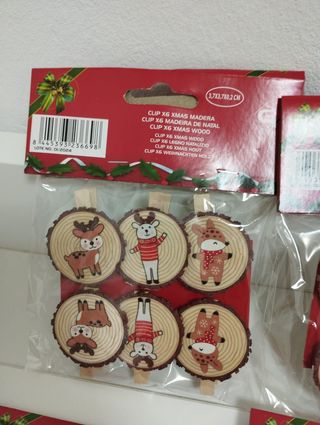 3,7X3,7X0,2 CM
CLIP X6 XMAS MADERA
CLIP X6 MADEIRA DE NATAL
CLIP X6 XMAS WOOD
CLIP X6 XMAS WOOD
CLIP X6 LEGNO NATALIZIO
CLIP X6 XMAS HOUT
CLIP X6 WEIHNACHTEN HOLZ
8 445393 236698